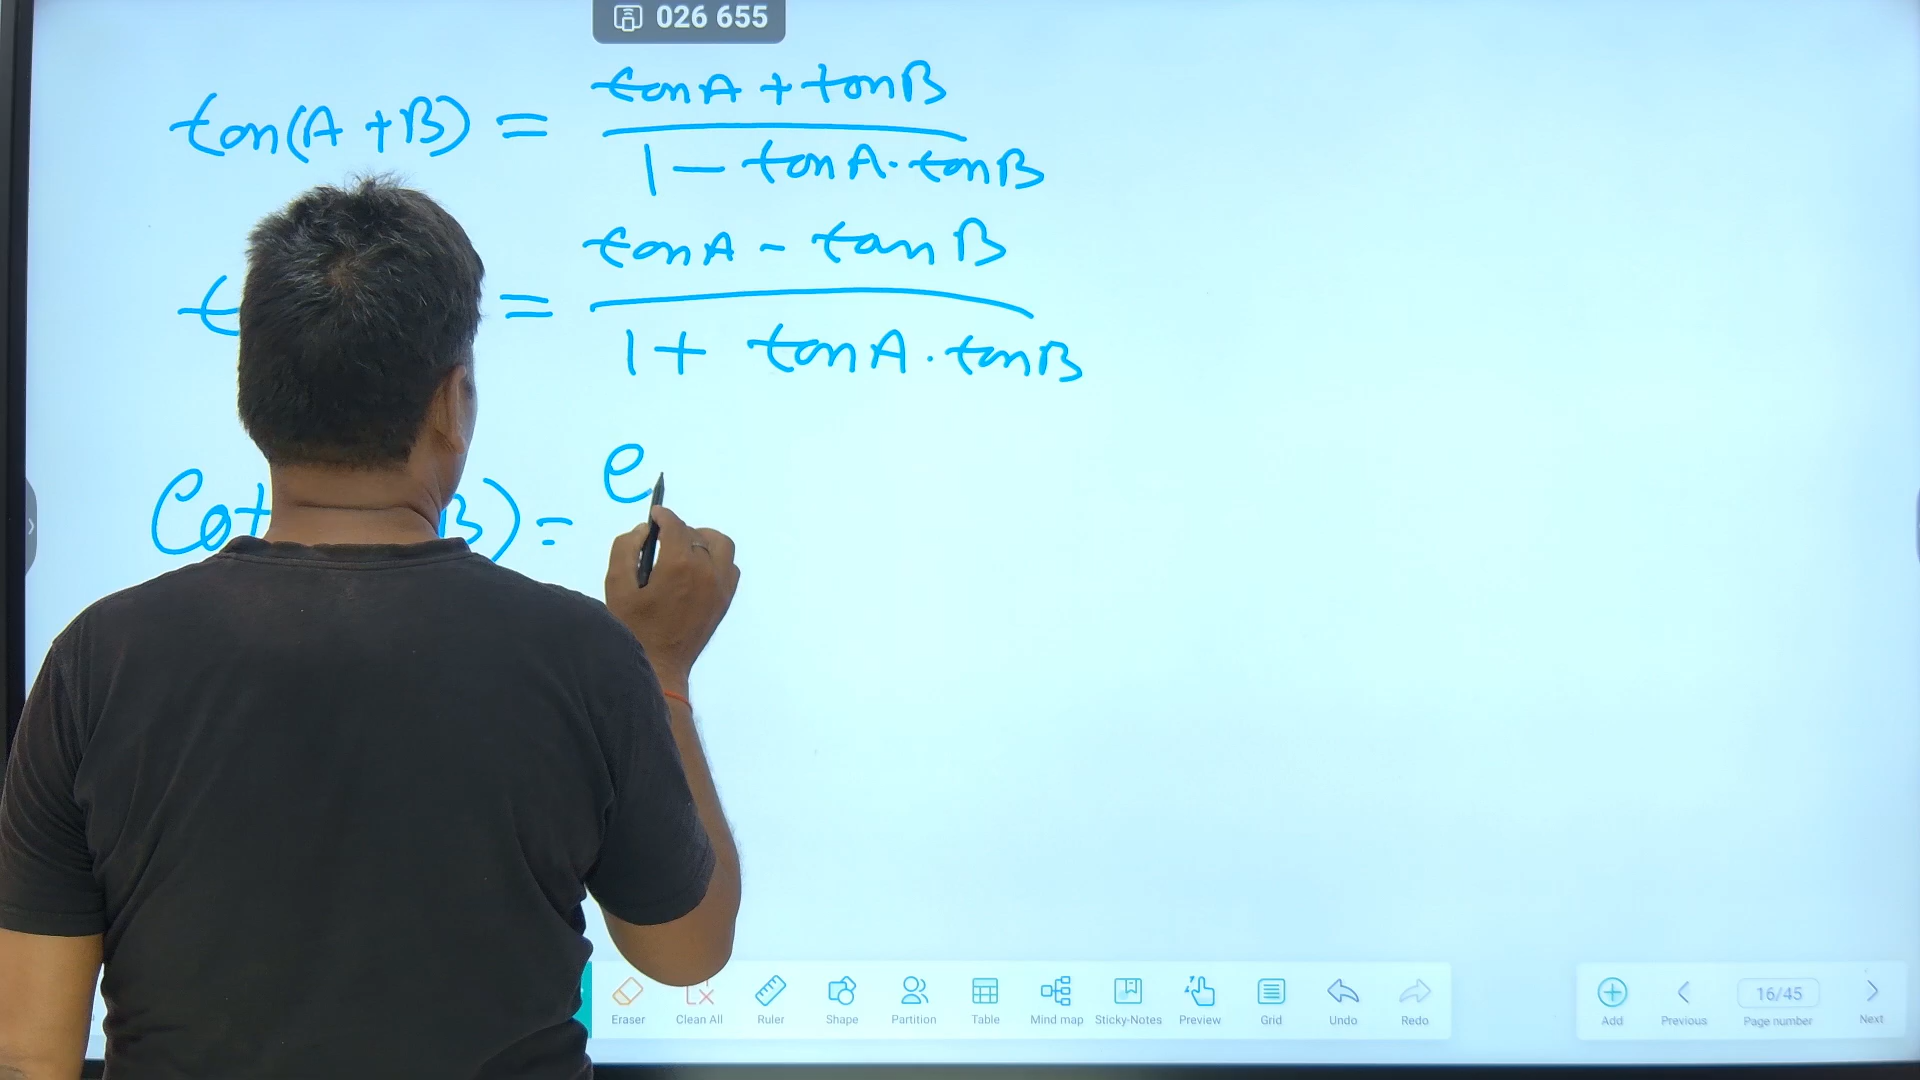 026 655
tanA + tanB
tan(A + B) =
1 - tanA · tanB
tanA - tanB
=
1 + tanA · tanB
Cot B) =
Eraser Clean All Ruler Shape Partition Table Mind map Sticky-Notes Preview Grid Undo Redo
Add Previous 16/45 Page number Next